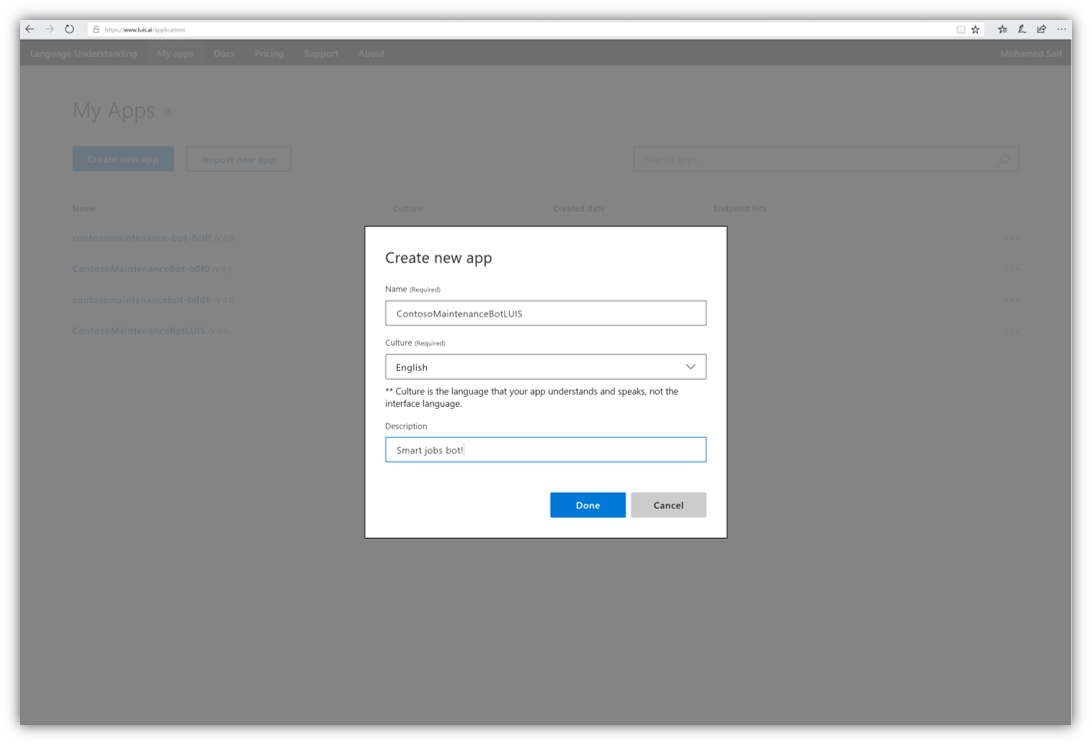 https://www.luis.ai/applications
Language Understanding My apps Docs Pricing Support About Mohamed Saif
My Apps
Create new app Import new app Search apps
Name Culture Created date Endpoint hits
contosomaintenance-bot-8cd3 (V 0.1)
ContosoMaintenanceBot-b0f0 (V 0.1)
contosomaintenancebot-bdd6 (V 0.1)
ContosoMaintenanceBotLUIS (V 0.1)
Create new app
Name (Required)
ContosoMaintenanceBotLUIS
Culture (Required)
English
** Culture is the language that your app understands and speaks, not the
interface language.
Description
Smart jobs bot!
Done Cancel